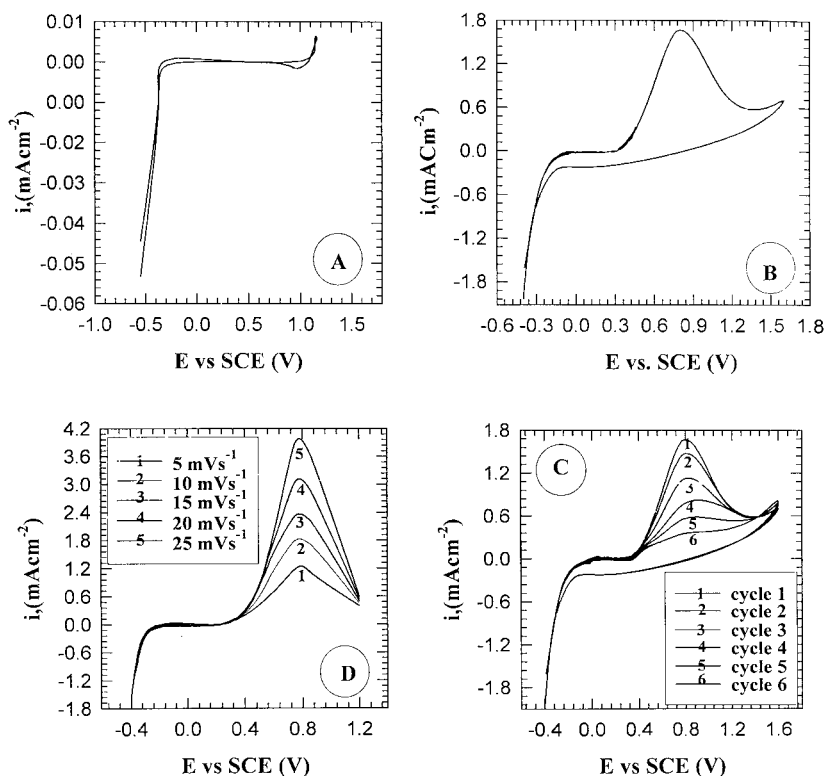 0.01
0.00
0.00
-0.01
-0.02
-0.03
-0.04
-0.05
-0.06
-1.0 -0.5 0.0 0.5 1.0 1.5
i,(mAcm-2)
E vs SCE (V)
A
1.8
1.2
0.6
0.0
-0.6
-1.2
-1.8
-0.6 -0.3 0.0 0.3 0.6 0.9 1.2 1.5 1.8
i,(mACm-2)
E vs. SCE (V)
B
4.2
3.6
3.0
2.4
1.8
1.2
0.6
0.0
-0.6
-1.2
-1.8
-0.4 0.0 0.4 0.8 1.2
i,(mAcm-2)
E vs SCE (V)
1 5 mVs-1
2 10 mVs-1
3 15 mVs-1
4 20 mVs-1
5 25 mVs-1
5
4
3
2
1
D
1.8
1.2
0.6
0.0
-0.6
-1.2
-1.8
-0.4 0.0 0.4 0.8 1.2 1.6
i,(mAcm-2)
E vs SCE (V)
C
1
2
3
4
5
6
1 cycle 1
2 cycle 2
3 cycle 3
4 cycle 4
5 cycle 5
6 cycle 6